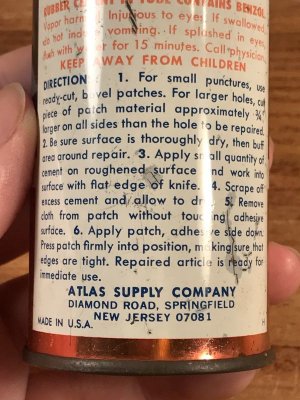 RUBBER CEMENT IN TUBE CONTAINS BENZOL.
Vapor harmful. Injurious to eyes. If swallowed,
do not induce vomiting. If splashed in eyes,
flush with water for 15 minutes. Call physician.
KEEP AWAY FROM CHILDREN
DIRECTIONS: 1. For small punctures, use
ready-cut, bevel patches. For larger holes, cut
piece of patch material approximately ¾"
larger on all sides than the hole to be repaired.
2. Be sure surface is thoroughly dry, then buff
area around repair. 3. Apply small quantity of
cement on roughened surface and work into
surface with flat edge of knife. 4. Scrape off
excess cement and allow to dry. 5. Remove
cloth from patch without touching adhesive
surface. 6. Apply patch, adhesive side down.
Press patch firmly into position, making sure that
edges are tight. Repaired article is ready for
immediate use.
ATLAS SUPPLY COMPANY
DIAMOND ROAD, SPRINGFIELD
NEW JERSEY 07081
MADE IN U.S.A.
H